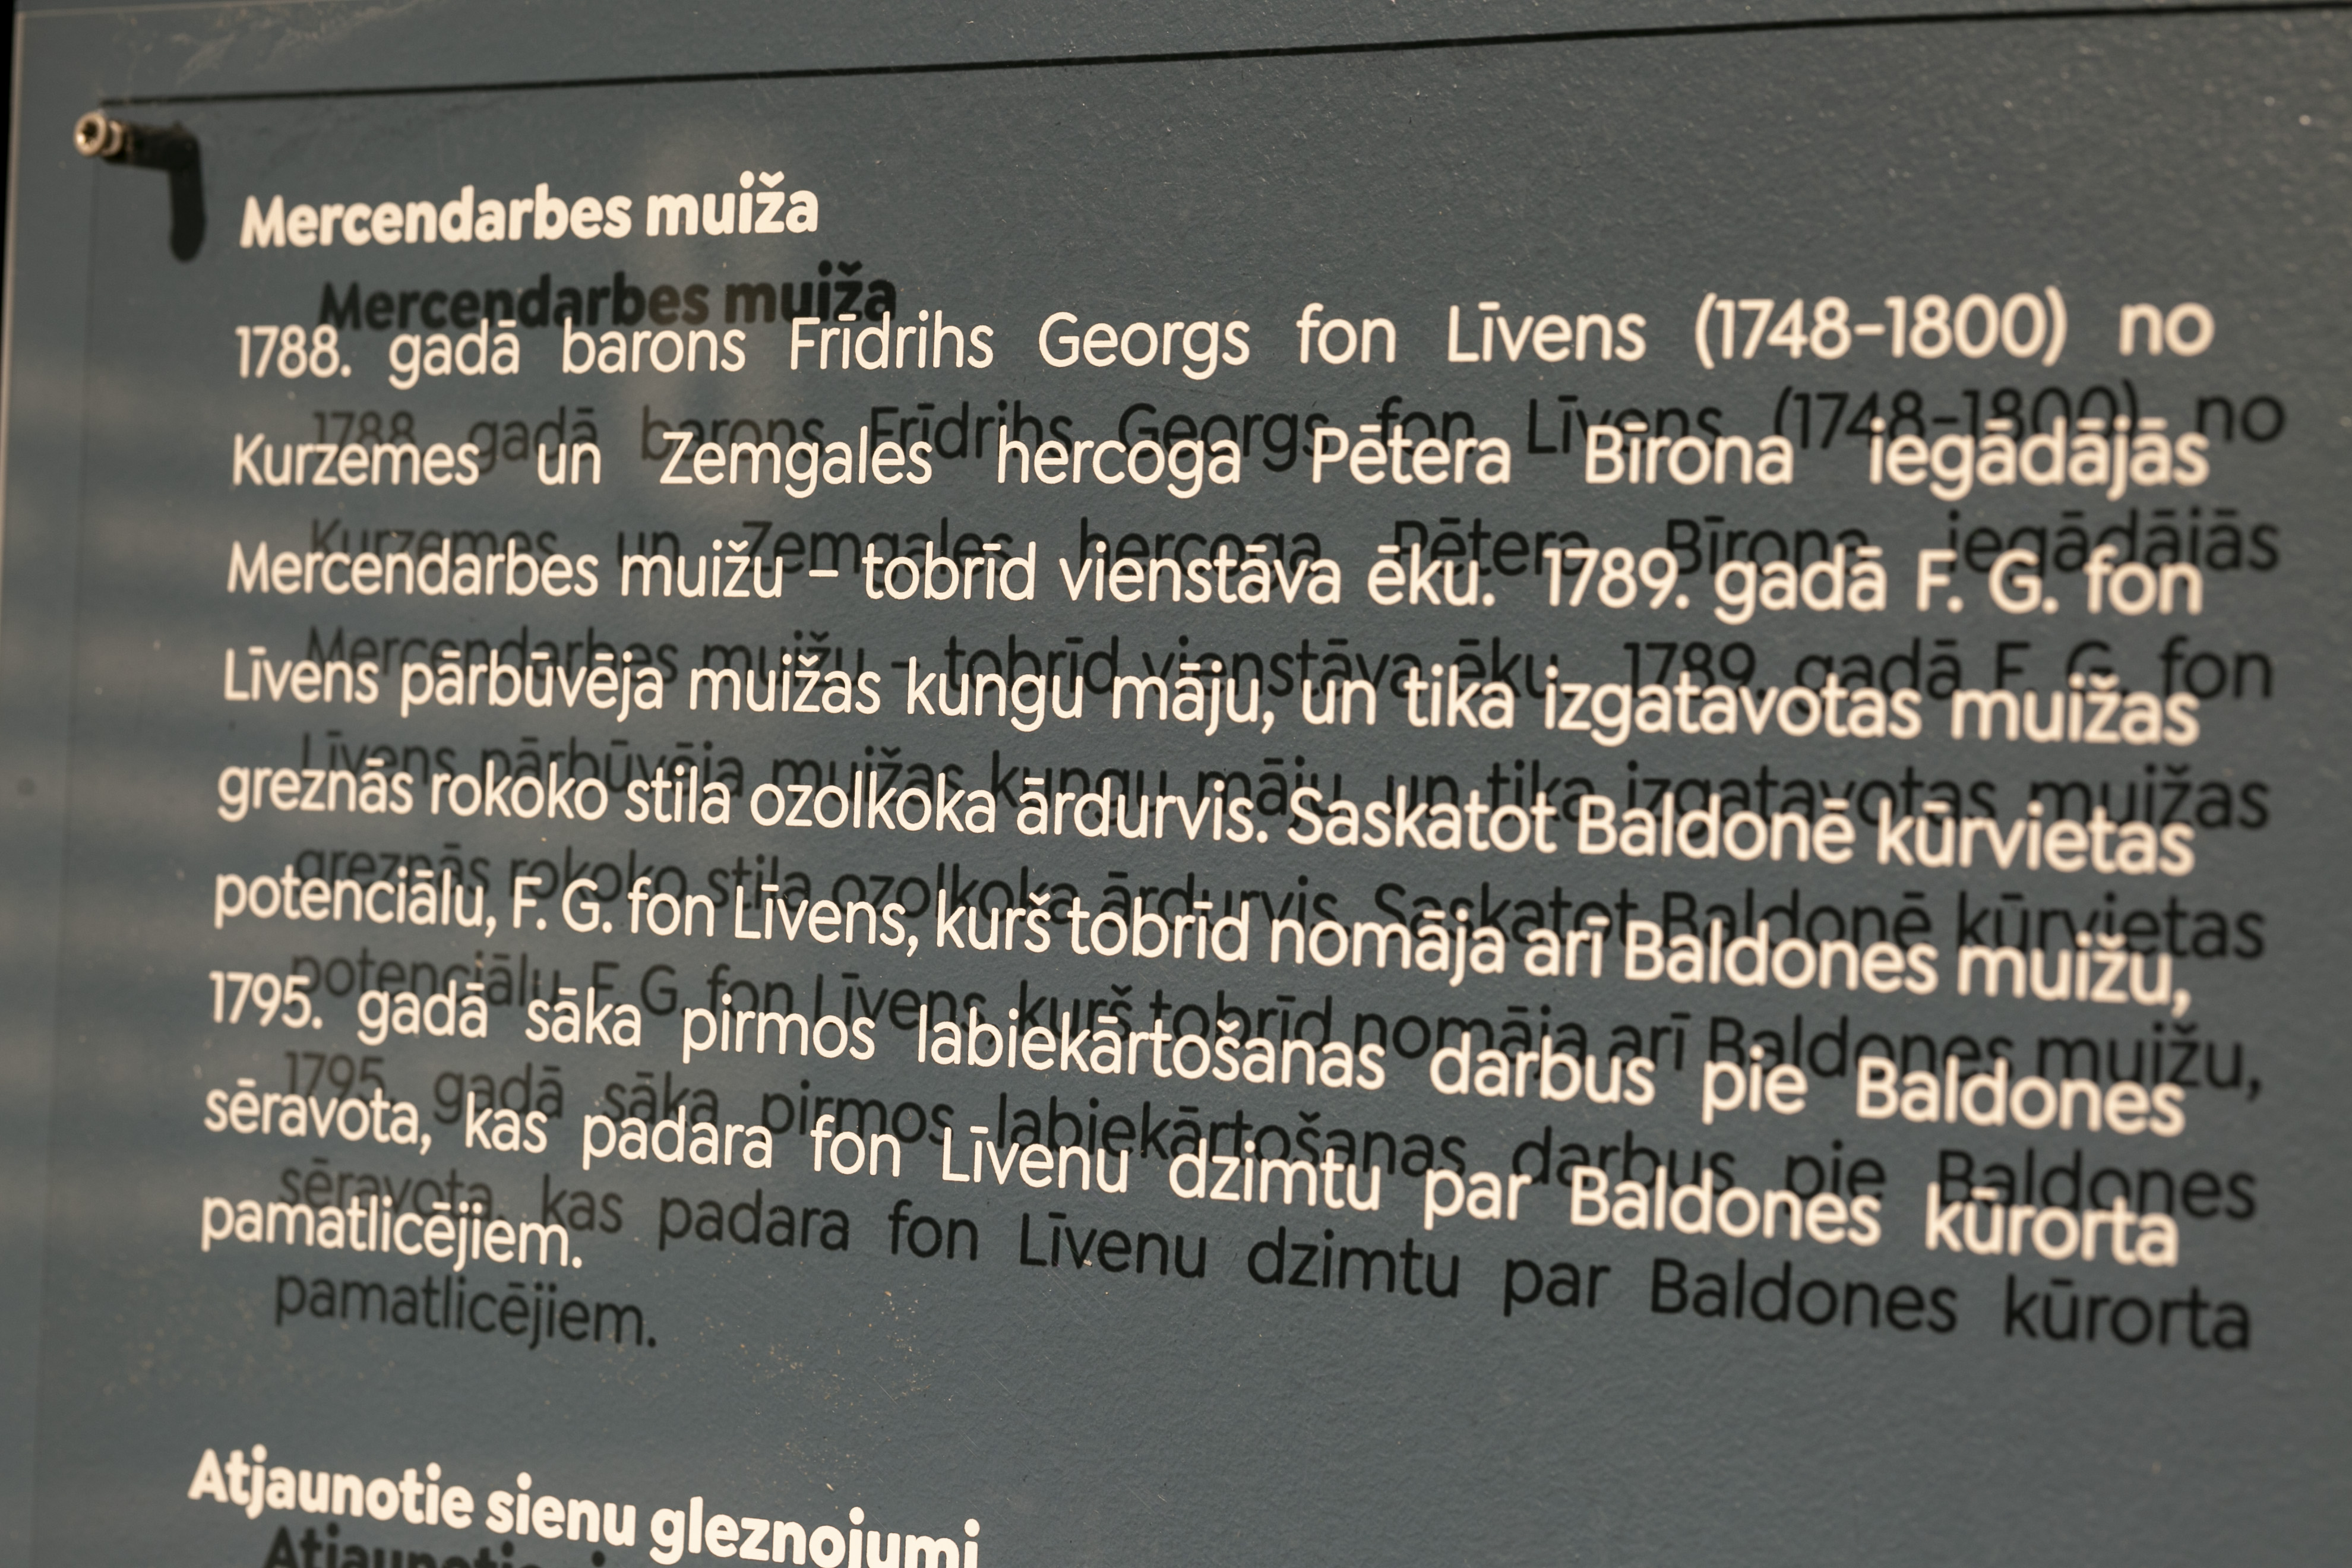 Mercendarbes muiža
1788. gadā barons Frīdrihs Georgs fon Līvens (1748–1800) no
Kurzemes un Zemgales hercoga Pētera Bīrona iegādājās
Mercendarbes muižu – tobrīd vienstāva ēku. 1789. gadā F. G. fon
Līvens pārbūvēja muižas kungu māju, un tika izgatavotas muižas
greznās rokoko stila ozolkoka ārdurvis. Saskatot Baldonē kūrvietas
potenciālu, F. G. fon Līvens, kurš tobrīd nomāja arī Baldones muižu,
1795. gadā sāka pirmos labiekārtošanas darbus pie Baldones
sēravota, kas padara fon Līvenu dzimtu par Baldones kūrorta
pamatlicējiem.
Atjaunotie sienu gleznojumi